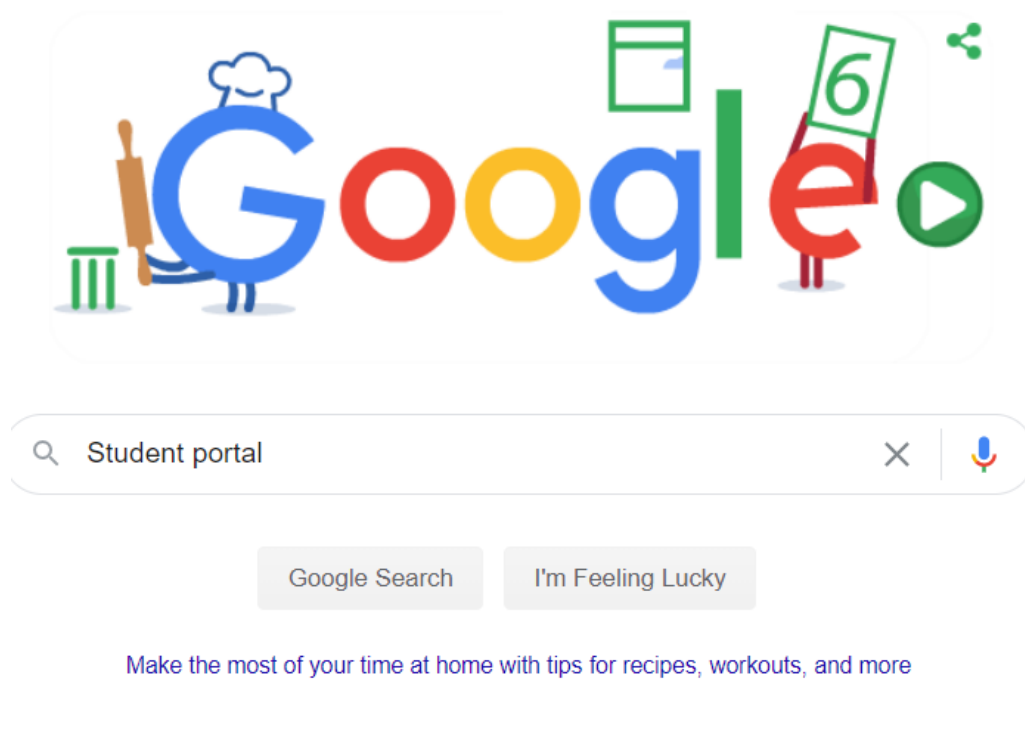 Google
6
Student portal
Google Search
I'm Feeling Lucky
Make the most of your time at home with tips for recipes, workouts, and more